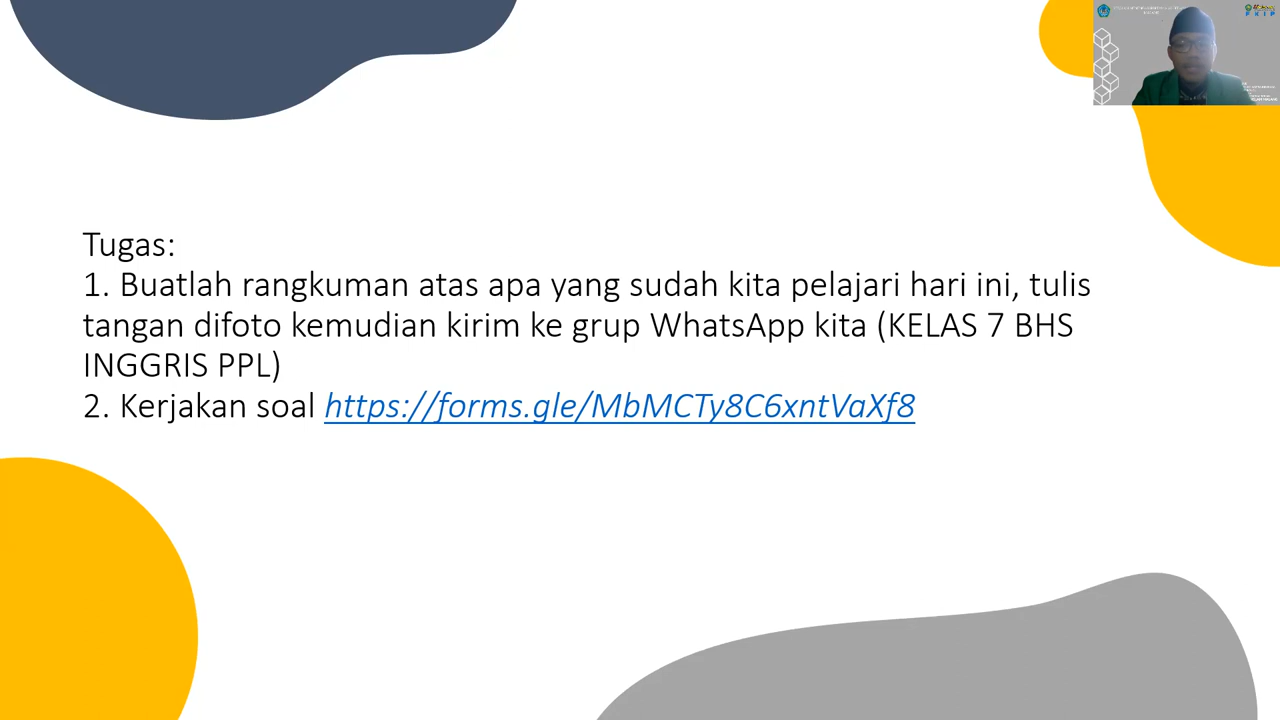 Tugas:
1. Buatlah rangkuman atas apa yang sudah kita pelajari hari ini, tulis
tangan difoto kemudian kirim ke grup WhatsApp kita (KELAS 7 BHS
INGGRIS PPL)
2. Kerjakan soal https://forms.gle/MbMCTy8C6xntVaXf8
FKIP